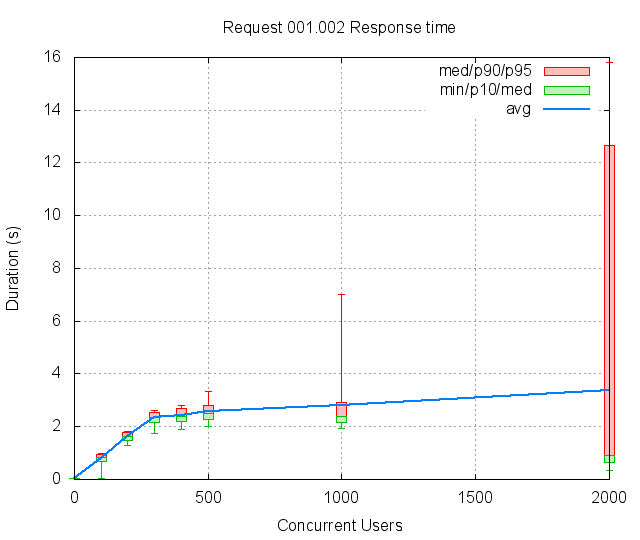 Request 001.002 Response time
16
14
12
10
8
6
4
2
0
med/p90/p95
min/p10/med
avg
Duration (s)
0 500 1000 1500 2000
Concurrent Users